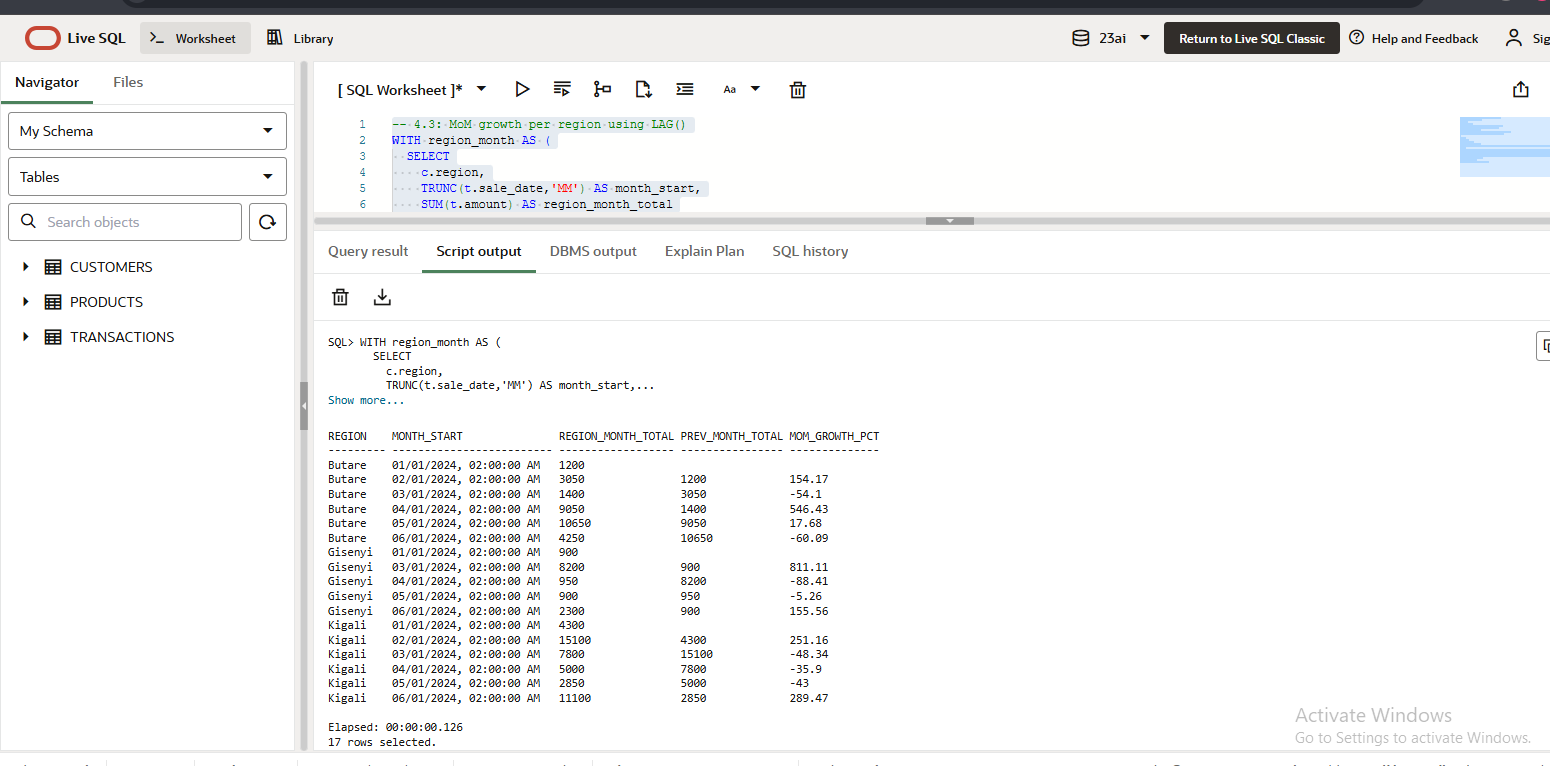 Live SQL
Worksheet
Library
23ai
Return to Live SQL Classic
Help and Feedback
Sig
Navigator
Files
[ SQL Worksheet ]*
Aa
My Schema
Tables
Search objects
CUSTOMERS
PRODUCTS
TRANSACTIONS
1 -- 4.3: MoM growth per region using LAG()
2 WITH region_month AS (
3 SELECT
4 c.region,
5 TRUNC(t.sale_date,'MM') AS month_start,
6 SUM(t.amount) AS region_month_total
Query result
Script output
DBMS output
Explain Plan
SQL history
SQL> WITH region_month AS (
SELECT
c.region,
TRUNC(t.sale_date,'MM') AS month_start,...
Show more...
REGION MONTH_START REGION_MONTH_TOTAL PREV_MONTH_TOTAL MOM_GROWTH_PCT
--------- ------------------------- ------------------ ---------------- --------------
Butare 01/01/2024, 02:00:00 AM 1200
Butare 02/01/2024, 02:00:00 AM 3050 1200 154.17
Butare 03/01/2024, 02:00:00 AM 1400 3050 -54.1
Butare 04/01/2024, 02:00:00 AM 9050 1400 546.43
Butare 05/01/2024, 02:00:00 AM 10650 9050 17.68
Butare 06/01/2024, 02:00:00 AM 4250 10650 -60.09
Gisenyi 01/01/2024, 02:00:00 AM 900
Gisenyi 03/01/2024, 02:00:00 AM 8200 900 811.11
Gisenyi 04/01/2024, 02:00:00 AM 950 8200 -88.41
Gisenyi 05/01/2024, 02:00:00 AM 900 950 -5.26
Gisenyi 06/01/2024, 02:00:00 AM 2300 900 155.56
Kigali 01/01/2024, 02:00:00 AM 4300
Kigali 02/01/2024, 02:00:00 AM 15100 4300 251.16
Kigali 03/01/2024, 02:00:00 AM 7800 15100 -48.34
Kigali 04/01/2024, 02:00:00 AM 5000 7800 -35.9
Kigali 05/01/2024, 02:00:00 AM 2850 5000 -43
Kigali 06/01/2024, 02:00:00 AM 11100 2850 289.47
Elapsed: 00:00:00.126
17 rows selected.
Activate Windows
Go to Settings to activate Windows.